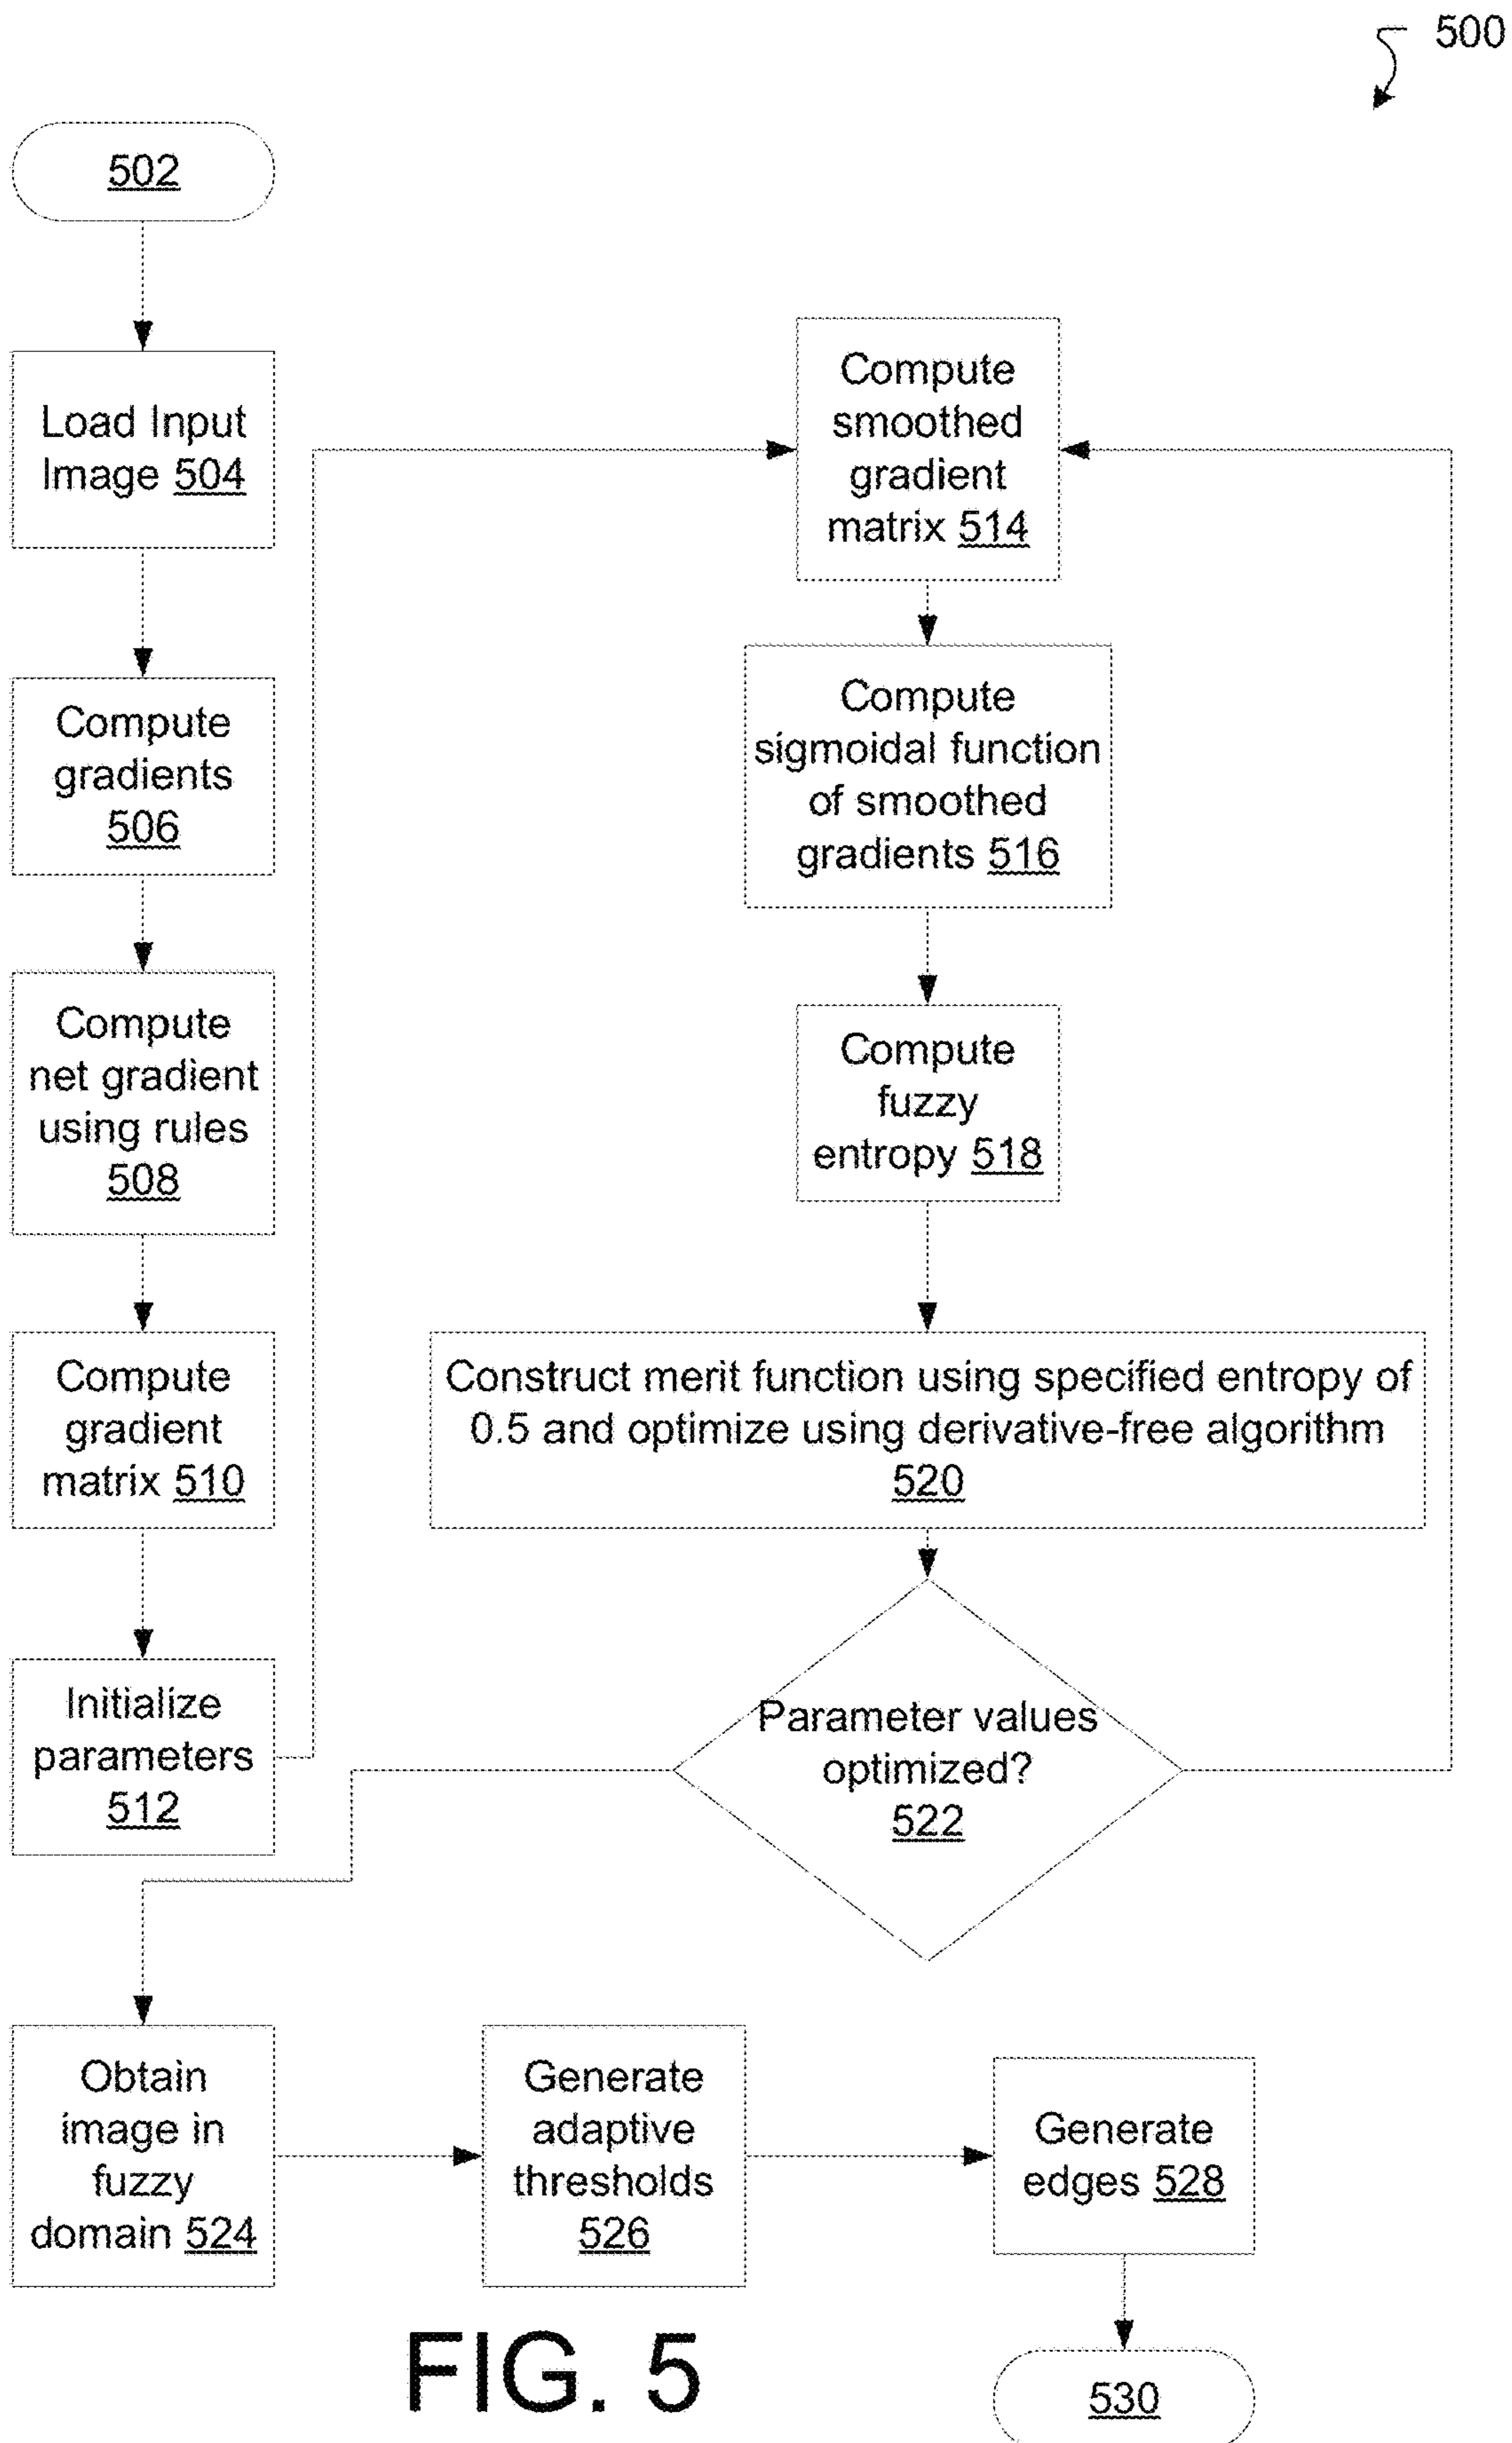 500
502
Load Input
Image 504
Compute
gradients
506
Compute
net gradient
using rules
508
Compute
gradient
matrix 510
Initialize
parameters
512
Compute
smoothed
gradient
matrix 514
Compute
sigmoidal function
of smoothed
gradients 516
Compute
fuzzy
entropy 518
Construct merit function using specified entropy of
0.5 and optimize using derivative-free algorithm
520
Parameter values
optimized?
522
Obtain
image in
fuzzy
domain 524
Generate
adaptive
thresholds
526
Generate
edges 528
530
FIG. 5